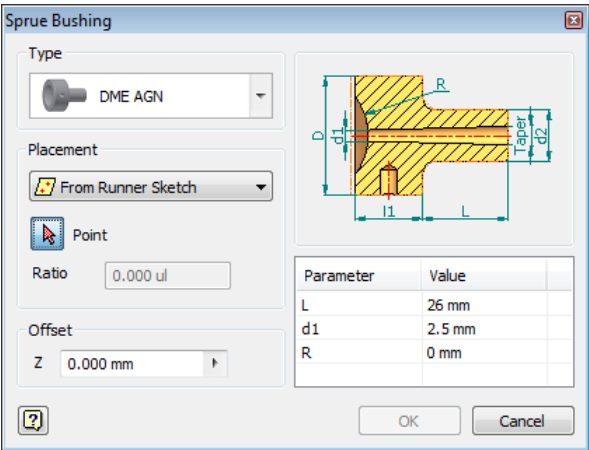 Sprue Bushing
Type
DME AGN
Placement
From Runner Sketch
Point
Ratio
0.000 ul
Offset
Z
0.000 mm
R
D
d1
Taper
d2
l1
L
Parameter Value
L 26 mm
d1 2.5 mm
R 0 mm
OK
Cancel